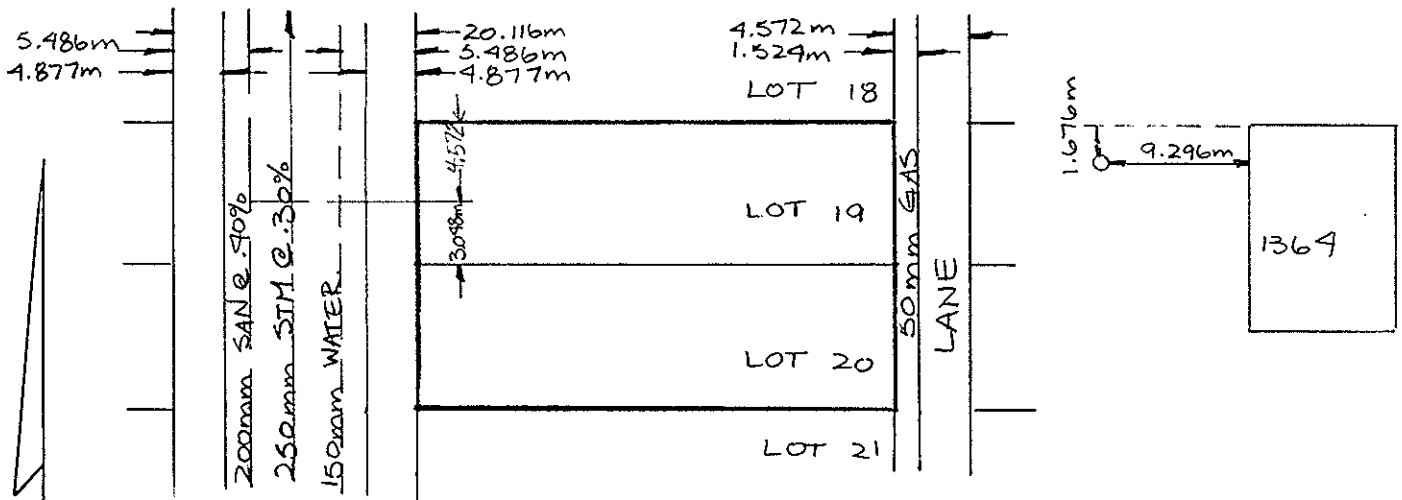 5.486m
4.877m
20.116m
5.486m
4.877m
4.572m
1.524m
LOT 18
1.676m
9.296m
4.572
3.048m
LOT 19
1364
200mm SAN @ .40%
250mm STM @ .30%
150mm WATER
50mm GAS
LANE
LOT 20
LOT 21